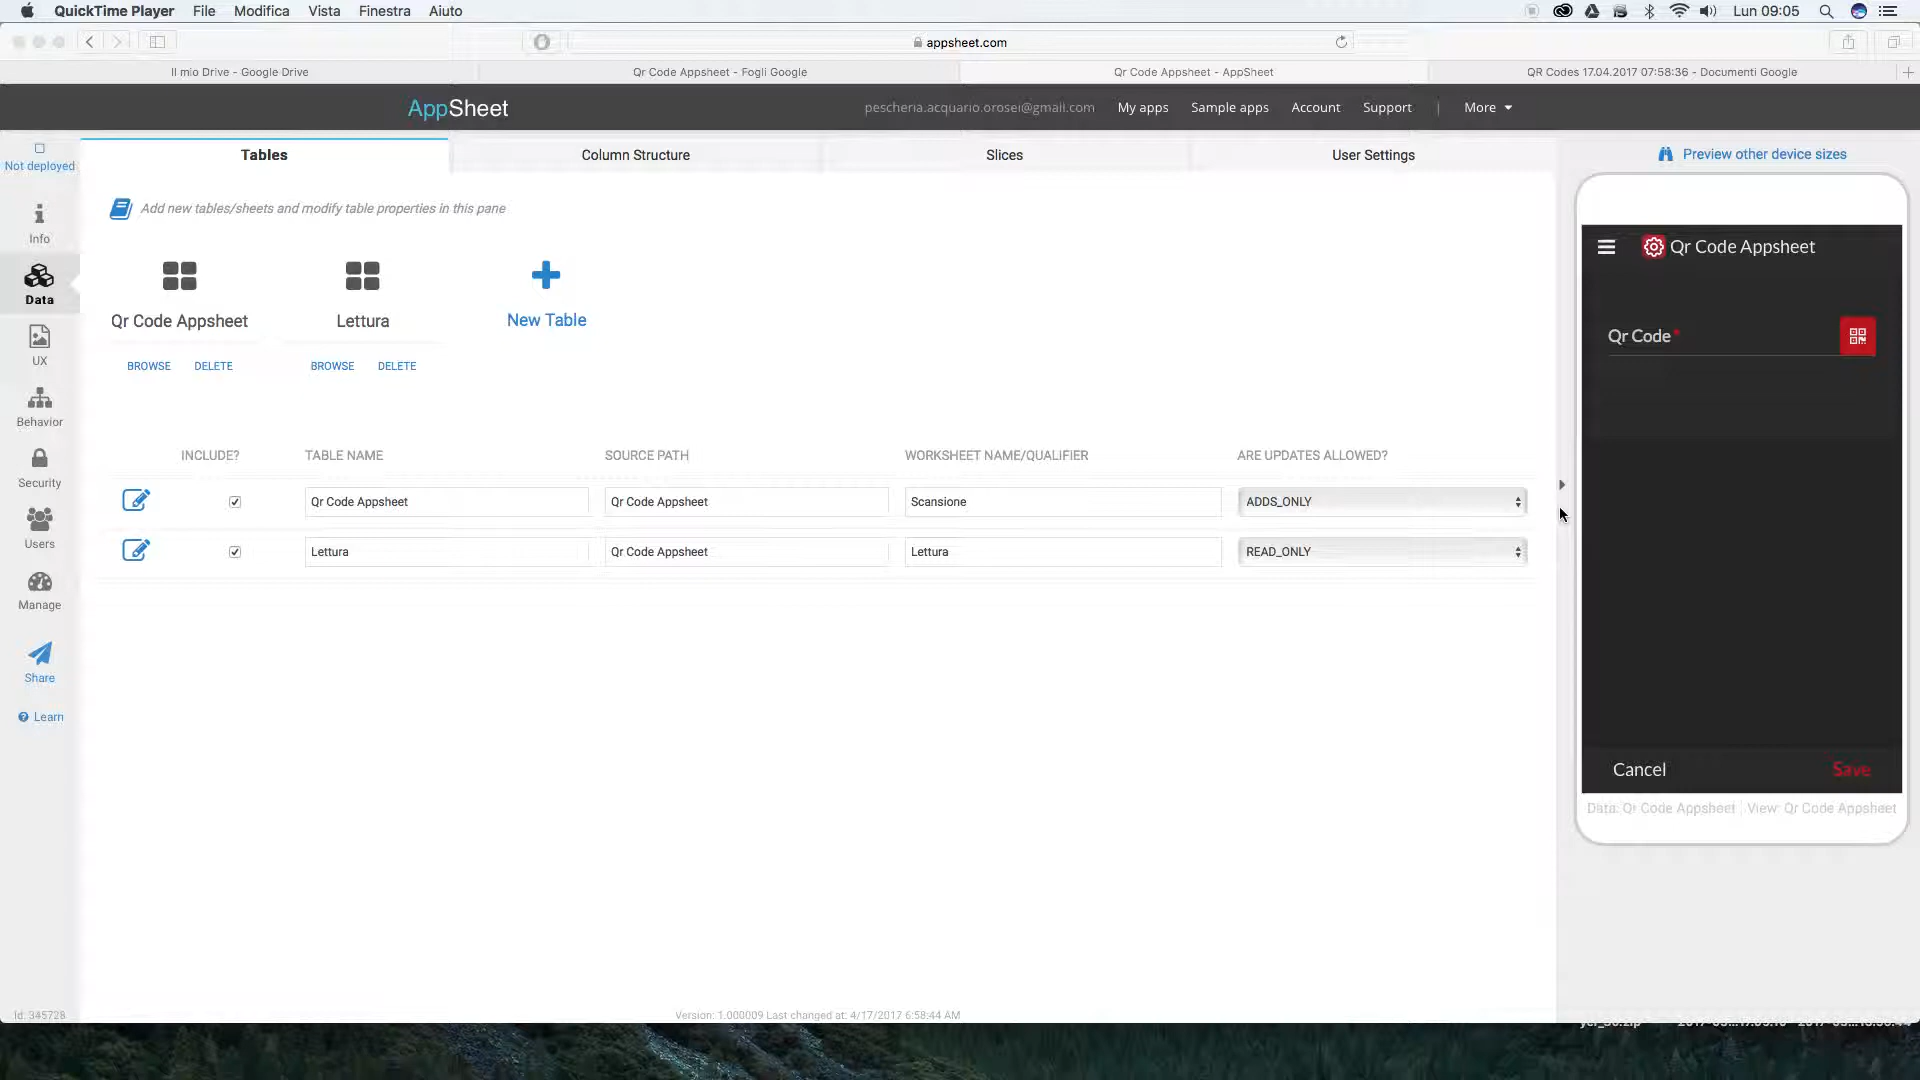 QuickTime Player File Modifica Vista Finestra Aiuto Lun 09:05
appsheet.com
Il mio Drive - Google Drive Qr Code Appsheet - Fogli Google Qr Code Appsheet - AppSheet QR Codes 17.04.2017 07:58:36 - Documenti Google
AppSheet pescheria.acquario.orosei@gmail.com My apps Sample apps Account Support | More
Not deployed
Tables Column Structure Slices User Settings
Preview other device sizes
Add new tables/sheets and modify table properties in this pane
Info
Data
UX
Behavior
Security
Users
Manage
Share
Learn
Qr Code Appsheet Lettura New Table
BROWSE DELETE BROWSE DELETE
INCLUDE? TABLE NAME SOURCE PATH WORKSHEET NAME/QUALIFIER ARE UPDATES ALLOWED?
Qr Code Appsheet Qr Code Appsheet Scansione ADDS_ONLY
Lettura Qr Code Appsheet Lettura READ_ONLY
Qr Code Appsheet
Qr Code *
Cancel Save
Data: Qr Code Appsheet | View: Qr Code Appsheet
Id: 345728
Version: 1.000009 Last changed at: 4/17/2017 6:58:44 AM